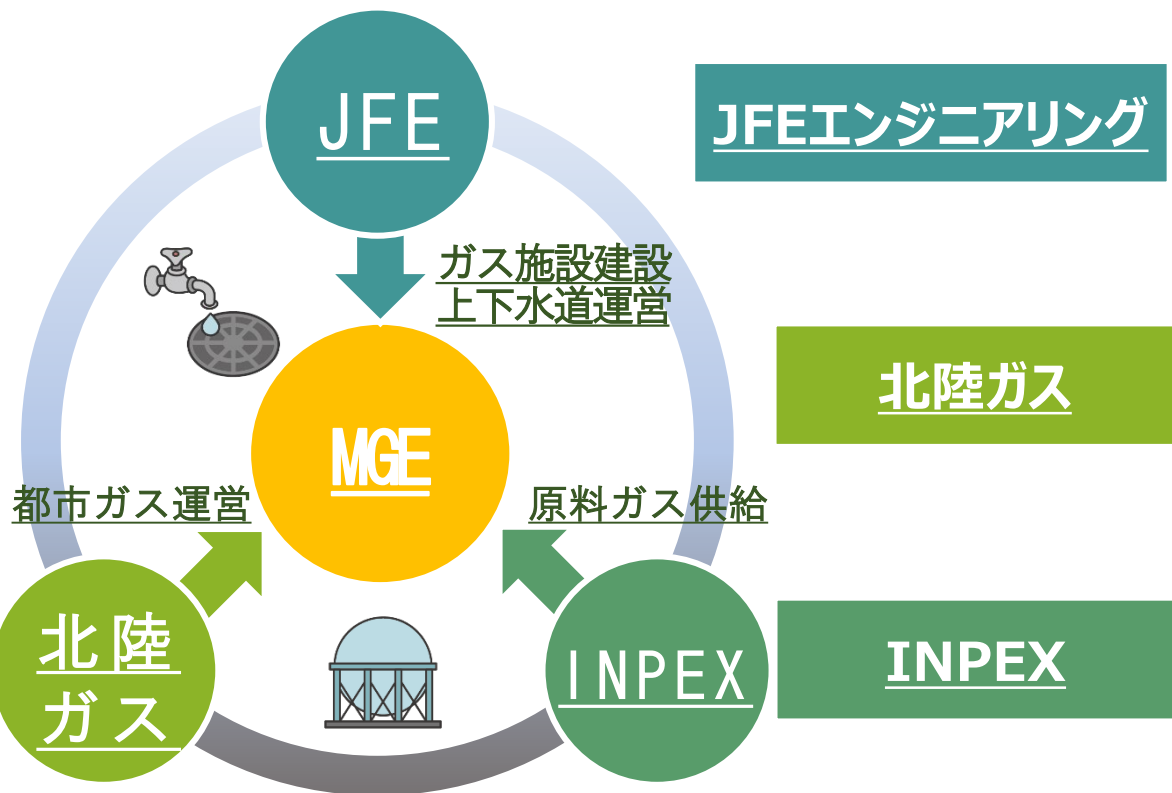 JFE
JFEエンジニアリング
ガス施設建設
上下水道運営
北陸ガス
MGE
都市ガス運営
原料ガス供給
北陸
ガス
INPEX
INPEX